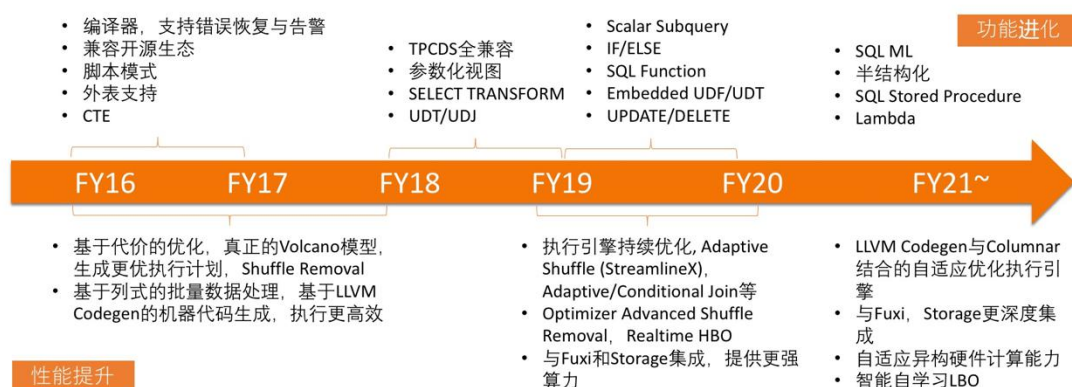 功能进化
• 编译器，支持错误恢复与告警
• 兼容开源生态
• 脚本模式
• 外表支持
• CTE
• TPCDS全兼容
• 参数化视图
• SELECT TRANSFORM
• UDT/UDJ
• Scalar Subquery
• IF/ELSE
• SQL Function
• Embedded UDF/UDT
• UPDATE/DELETE
• SQL ML
• 半结构化
• SQL Stored Procedure
• Lambda
FY16 FY17 FY18 FY19 FY20 FY21~
• 基于代价的优化，真正的Volcano模型，
生成更优执行计划，Shuffle Removal
• 基于列式的批量数据处理，基于LLVM
Codegen的机器代码生成，执行更高效
• 执行引擎持续优化, Adaptive
Shuffle (StreamlineX)，
Adaptive/Conditional Join等
• Optimizer Advanced Shuffle
Removal，Realtime HBO
• 与Fuxi和Storage集成，提供更强
算力
• LLVM Codegen与Columnar
结合的自适应优化执行引
擎
• 与Fuxi，Storage更深度集
成
• 自适应异构硬件计算能力
• 智能自学习LBO
性能提升